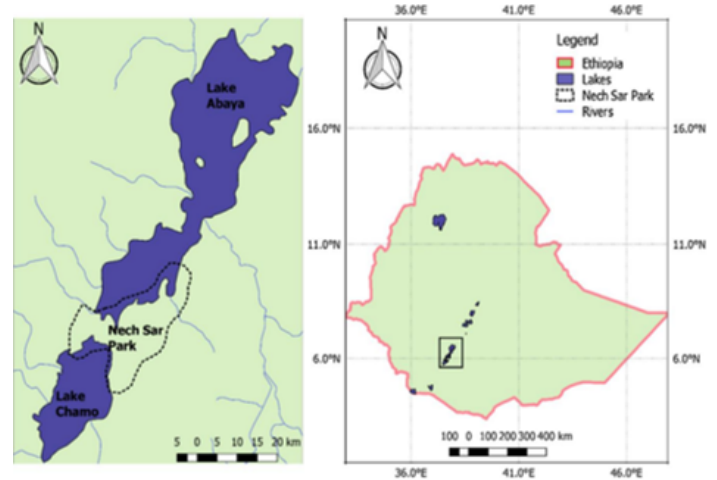 N
Lake
Abaya
Nech Sar
Park
Lake
Chamo
5 0 5 10 15 20 km
36.0°E 41.0°E 46.0°E
N
Legend
Ethiopia
Lakes
Nech Sar Park
Rivers
16.0°N 16.0°N
11.0°N 11.0°N
6.0°N 6.0°N
100 0 100 200 300 400 km
36.0°E 41.0°E 46.0°E